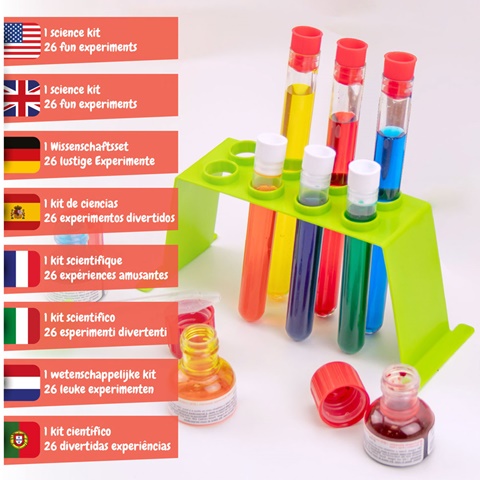 1 science kit
26 fun experiments
1 science kit
26 fun experiments
1 Wissenschaftsset
26 lustige Experimente
1 kit de ciencias
26 experimentos divertidos
1 kit scientifique
26 expériences amusantes
1 kit scientifico
26 esperimenti divertenti
1 wetenschappelijke kit
26 leuke experimenten
1 kit científico
26 divertidas experiências